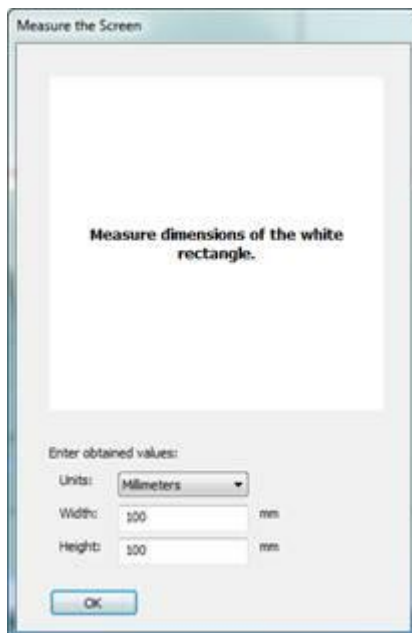 Measure the Screen
Measure dimensions of the white
rectangle.
Enter obtained values:
Units: Millimeters
Width: 100 mm
Height: 100 mm
OK